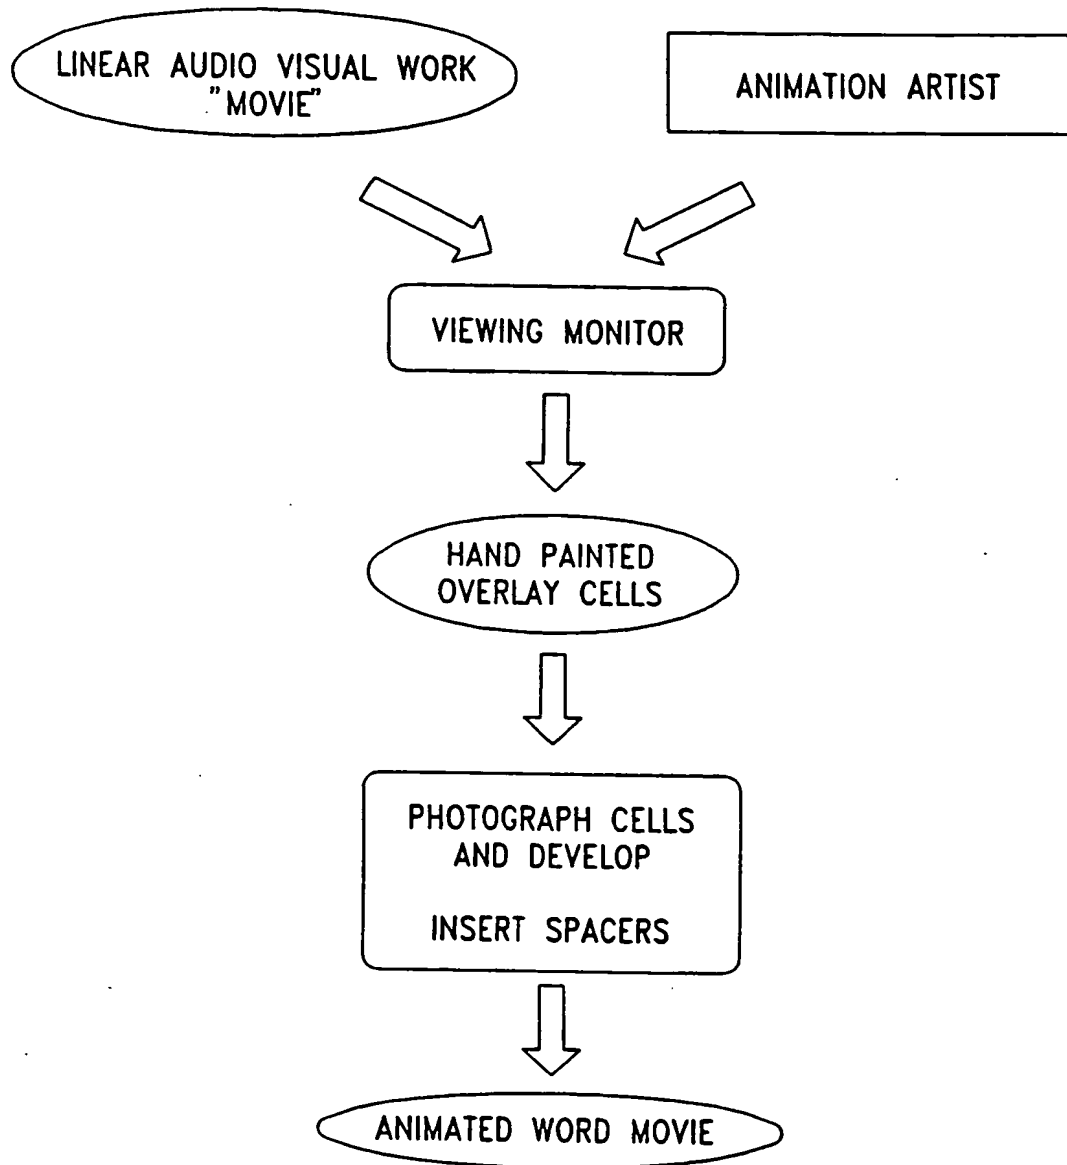 LINEAR AUDIO VISUAL WORK
"MOVIE"
ANIMATION ARTIST
VIEWING MONITOR
HAND PAINTED
OVERLAY CELLS
PHOTOGRAPH CELLS
AND DEVELOP
INSERT SPACERS
ANIMATED WORD MOVIE